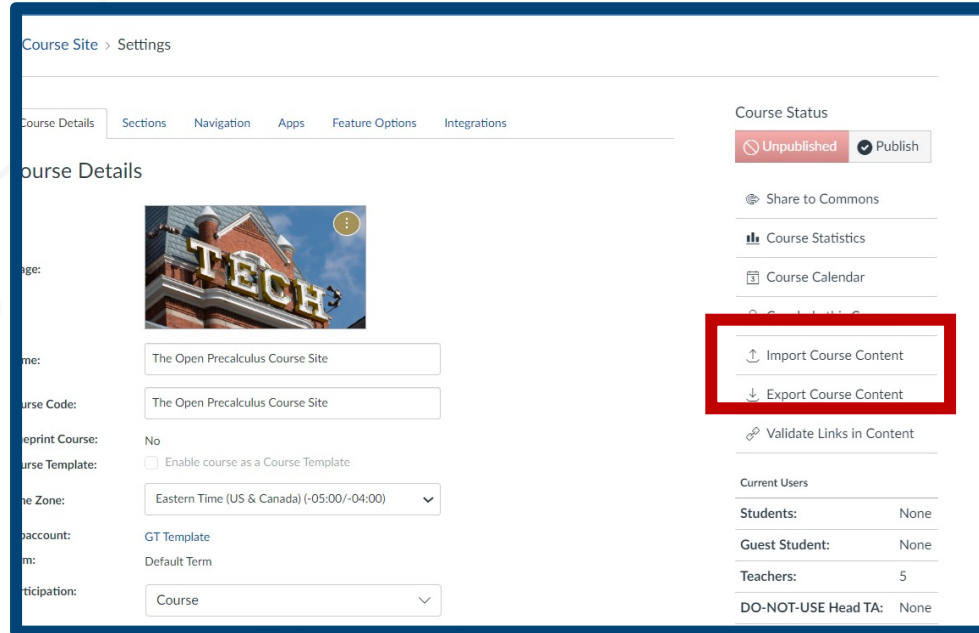 Course Site > Settings
Course Details Sections Navigation Apps Feature Options Integrations
ourse Details
TECH
age:
me: The Open Precalculus Course Site
urse Code: The Open Precalculus Course Site
eprint Course: No
urse Template: Enable course as a Course Template
ne Zone: Eastern Time (US & Canada) (-05:00/-04:00)
baccount: GT Template
m: Default Term
rticipation: Course
Course Status
Unpublished Publish
Share to Commons
Course Statistics
Course Calendar
Import Course Content
Export Course Content
Validate Links in Content
Current Users
Students: None
Guest Student: None
Teachers: 5
DO-NOT-USE Head TA: None